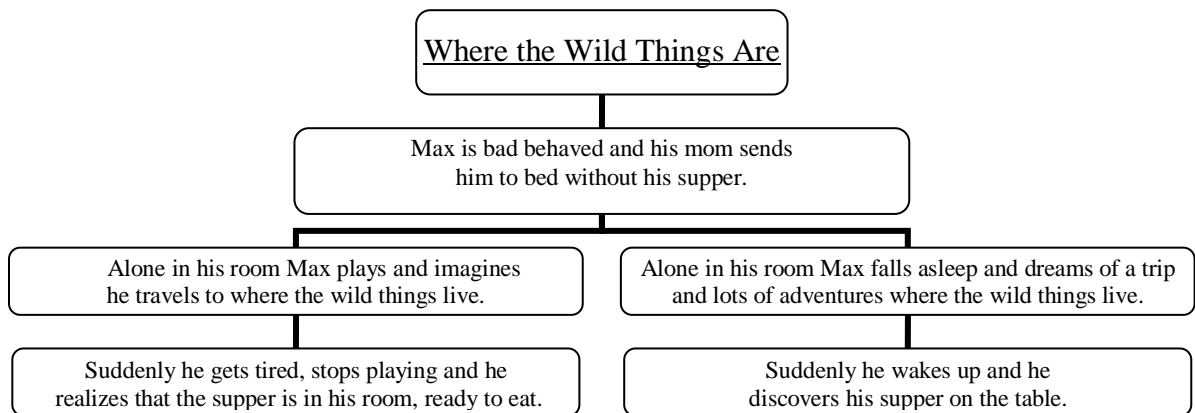 Where the Wild Things Are
Max is bad behaved and his mom sends
him to bed without his supper.
Alone in his room Max plays and imagines
he travels to where the wild things live.
Alone in his room Max falls asleep and dreams of a trip
and lots of adventures where the wild things live.
Suddenly he gets tired, stops playing and he
realizes that the supper is in his room, ready to eat.
Suddenly he wakes up and he
discovers his supper on the table.